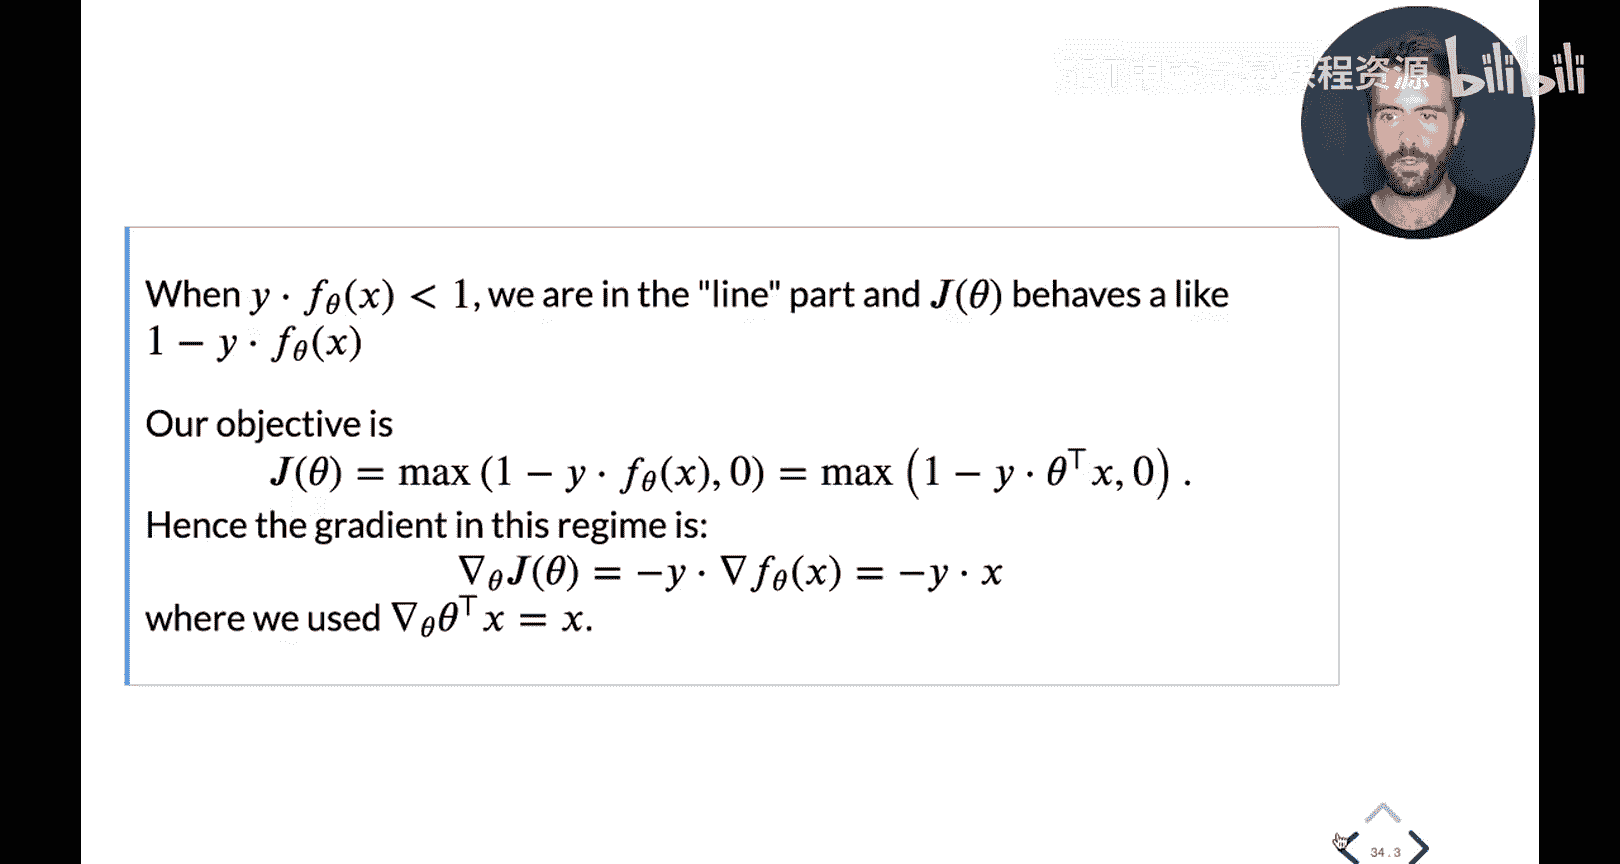 程资源 bilibili
When y · f_θ(x) < 1, we are in the "line" part and J(θ) behaves a like
1 − y · f_θ(x)
Our objective is
J(θ) = max (1 − y · f_θ(x), 0) = max (1 − y · θ^⊤ x, 0) .
Hence the gradient in this regime is:
∇_θ J(θ) = −y · ∇f_θ(x) = −y · x
where we used ∇_θ θ^⊤ x = x.
34.3